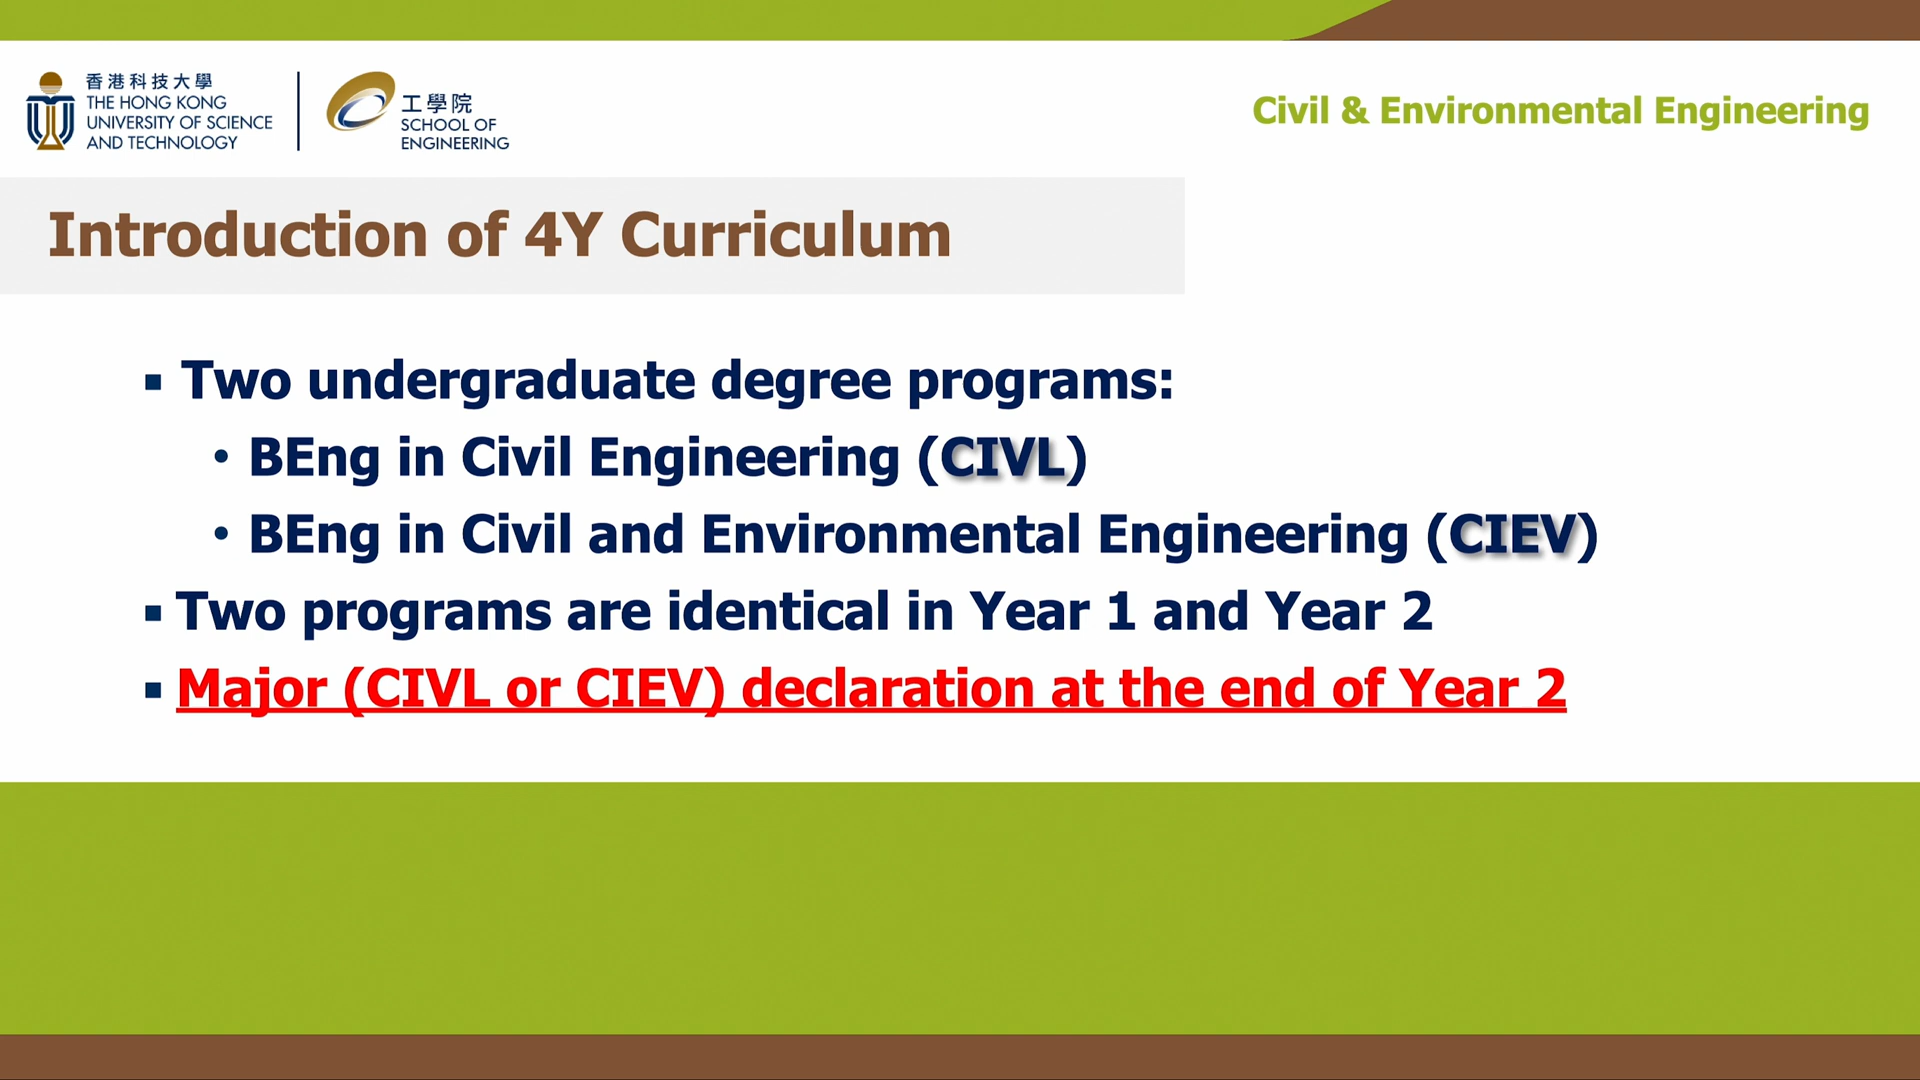 香港科技大學
THE HONG KONG
UNIVERSITY OF SCIENCE
AND TECHNOLOGY
工學院
SCHOOL OF
ENGINEERING
Civil & Environmental Engineering
Introduction of 4Y Curriculum
▪ Two undergraduate degree programs:
• BEng in Civil Engineering (CIVL)
• BEng in Civil and Environmental Engineering (CIEV)
▪ Two programs are identical in Year 1 and Year 2
▪ Major (CIVL or CIEV) declaration at the end of Year 2